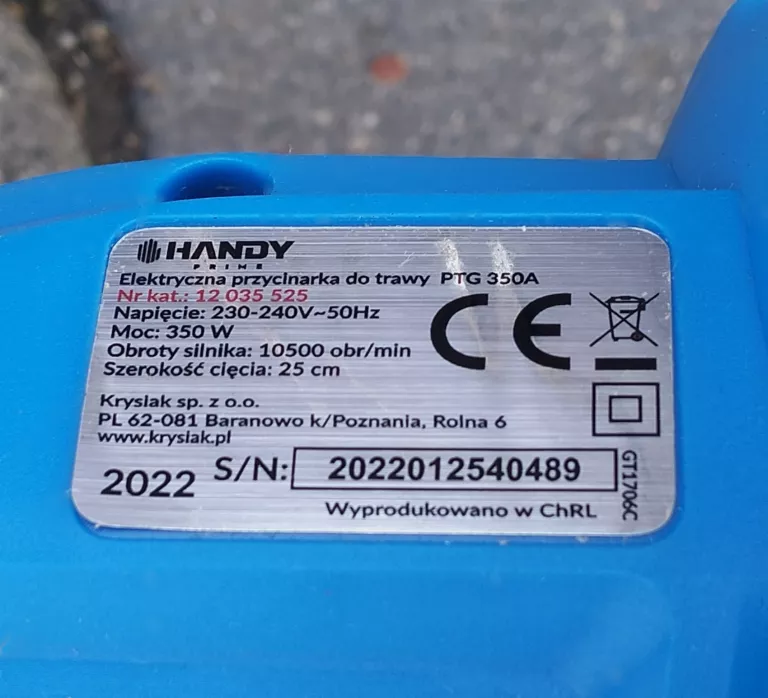 HANDY
PRIME
Elektryczna przycinarka do trawy PTG 350A
Nr kat.: 12 035 525
Napięcie: 230-240V~50Hz
Moc: 350 W
Obroty silnika: 10500 obr/min
Szerokość cięcia: 25 cm
CE
Krysiak sp. z o.o.
PL 62-081 Baranowo k/Poznania, Rolna 6
www.krysiak.pl
2022 S/N: 2022012540489
Wyprodukowano w ChRL
GT1706C